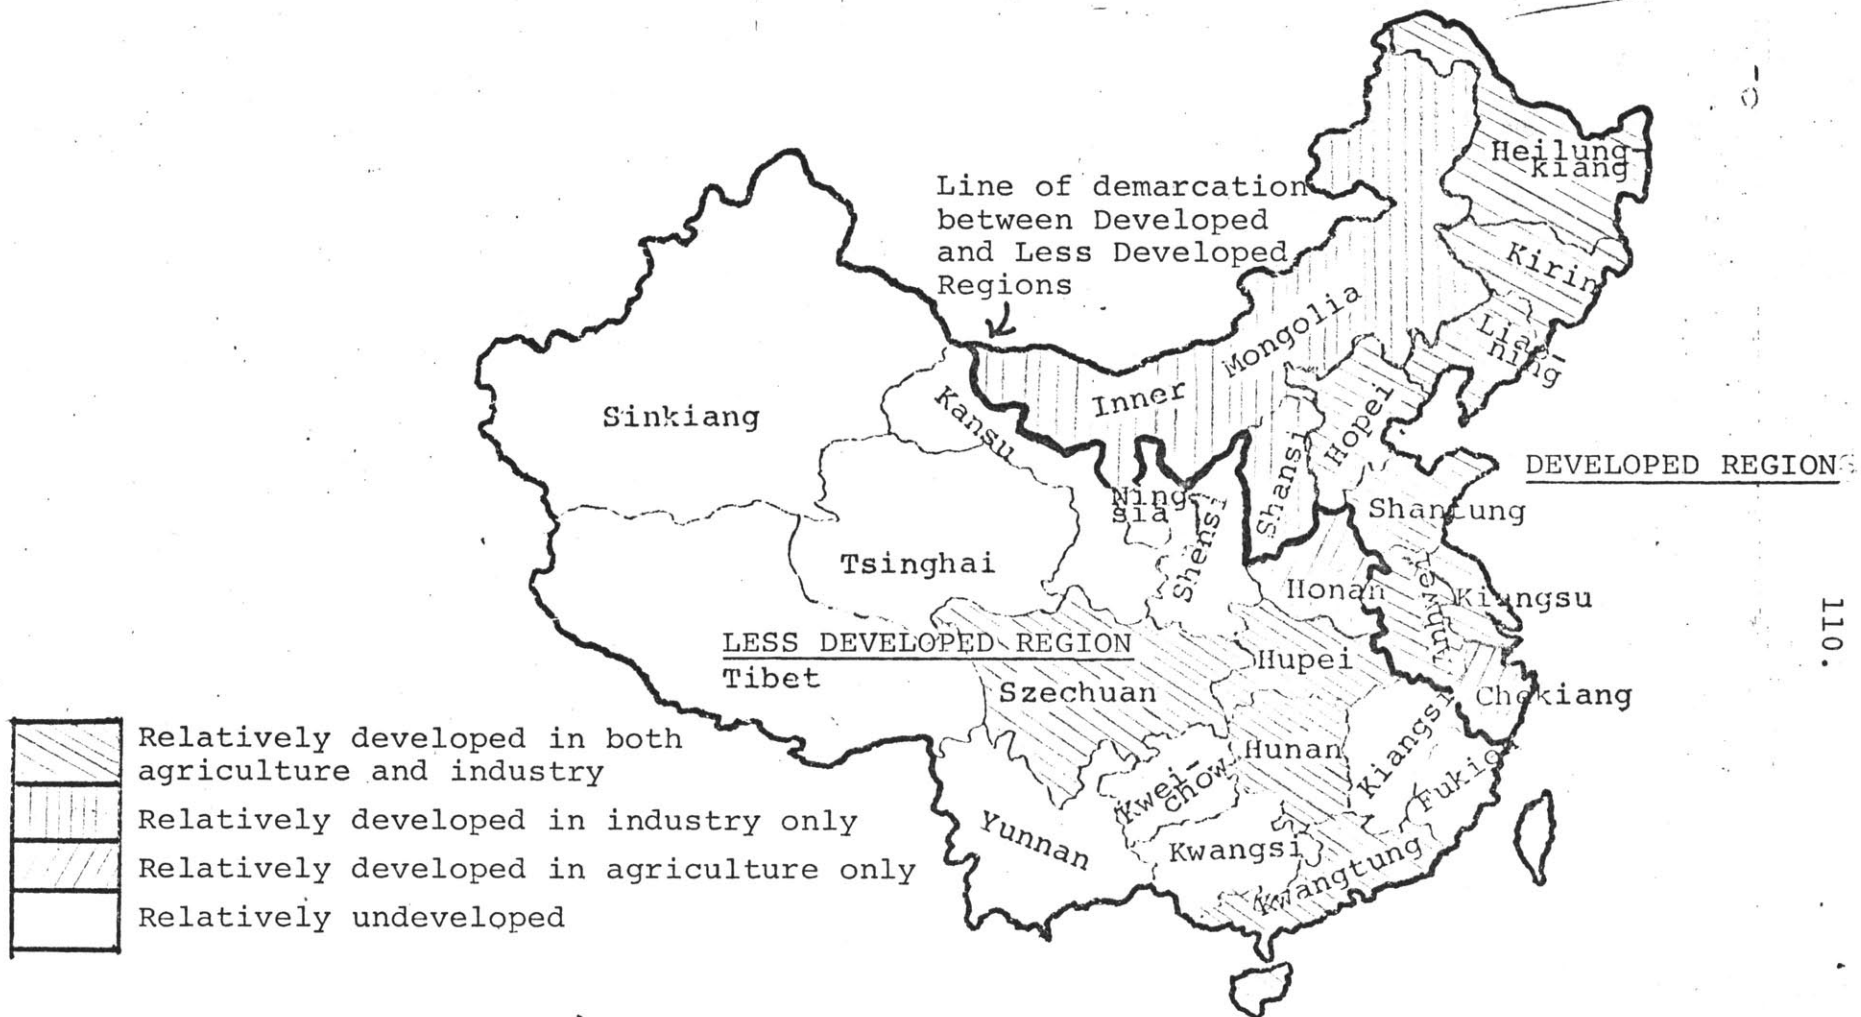 Line of demarcation
between Developed
and Less Developed
Regions
Heilung-
kiang
Kirin
Liao-
ning
Inner Mongolia
Sinkiang
Kansu
Hopei
Shansi
DEVELOPED REGION
Ning
sia
Shensi
Shantung
Tsinghai
Honan
Anhwei
Kiangsu
LESS DEVELOPED REGION
Tibet
Szechuan
Hupei
Chekiang
Kiangsi
Hunan
Fukien
Kwei-
chow
Yunnan
Kwangsi
Kwangtung
Relatively developed in both
agriculture and industry
Relatively developed in industry only
Relatively developed in agriculture only
Relatively undeveloped
110.